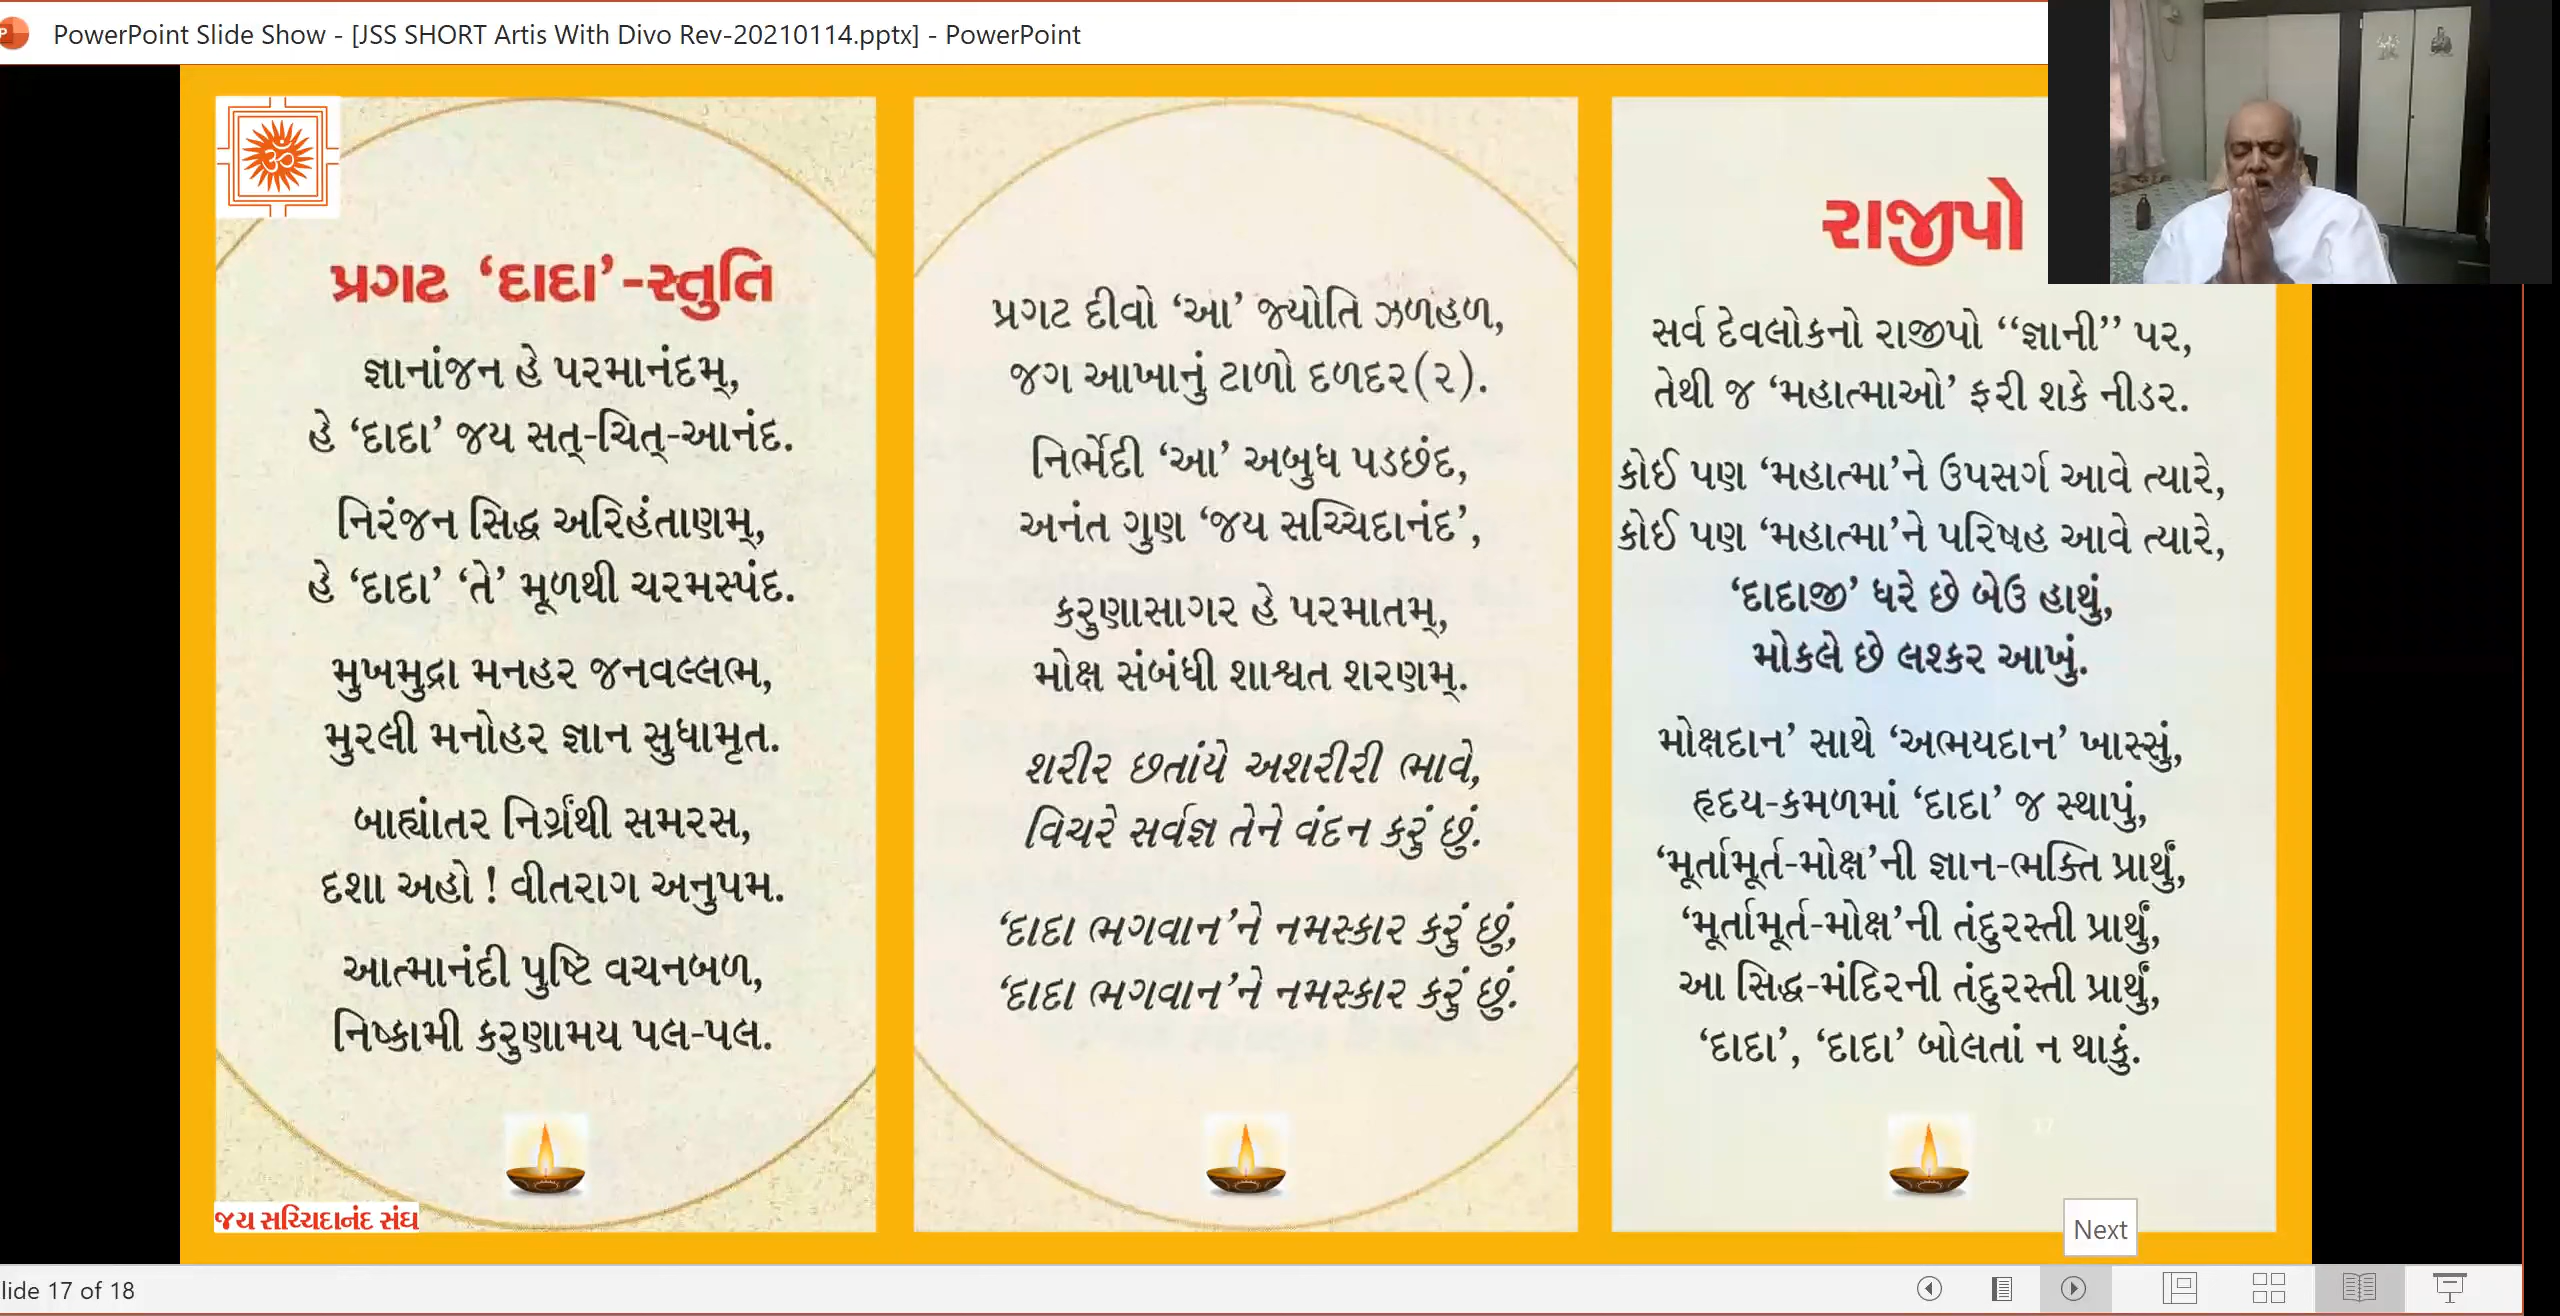 PowerPoint Slide Show - [JSS SHORT Artis With Divo Rev-20210114.pptx] - PowerPoint
ૐ
પ્રગટ ‘દાદા’-સ્તુતિ
જ્ઞાનાંજન હે પરમાનંદમ્,
હે ‘દાદા’ જય સત્-ચિત્-આનંદ.
નિરંજન સિદ્ધ અરિહંતાણમ્,
હે ‘દાદા’ ‘તે’ મૂળથી ચરમસ્પંદ.
મુખમુદ્રા મનહર જનવલ્લભ,
મુરલી મનોહર જ્ઞાન સુધામૃત.
બાહ્યાંતર નિર્ગ્રંથી સમરસ,
દશા અહો ! વીતરાગ અનુપમ.
આત્માનંદી પુષ્ટિ વચનબળ,
નિષ્કામી કરુણામય પલ-પલ.
જય સચ્ચિદાનંદ સંઘ
પ્રગટ દીવો ‘આ’ જ્યોતિ ઝળહળ,
જગ આખાનું ટાળો દળદર(૨).
નિર્ભેદી ‘આ’ અબુધ પડછંદ,
અનંત ગુણ ‘જય સચ્ચિદાનંદ’,
કરુણાસાગર હે પરમાતમ્,
મોક્ષ સંબંધી શાશ્વત શરણમ્.
શરીર છતાંયે અશરીરી ભાવે,
વિચરે સર્વજ્ઞ તેને વંદન કરું છું.
‘દાદા ભગવાન’ને નમસ્કાર કરું છું,
‘દાદા ભગવાન’ને નમસ્કાર કરું છું.
રાજીપો
સર્વ દેવલોકનો રાજીપો “જ્ઞાની” પર,
તેથી જ ‘મહાત્માઓ’ ફરી શકે નીડર.
કોઈ પણ ‘મહાત્મા’ને ઉપસર્ગ આવે ત્યારે,
કોઈ પણ ‘મહાત્મા’ને પરિષહ આવે ત્યારે,
‘દાદાજી’ ધરે છે બેઉ હાથું,
મોકલે છે લશ્કર આખું.
મોક્ષદાન’ સાથે ‘અભયદાન’ ખાસ્સું,
હૃદય-કમળમાં ‘દાદા’ જ સ્થાપું,
‘મૂર્તામૂર્ત-મોક્ષ’ની જ્ઞાન-ભક્તિ પ્રાર્થું,
‘મૂર્તામૂર્ત-મોક્ષ’ની તંદુરસ્તી પ્રાર્થું,
આ સિદ્ધ-મંદિરની તંદુરસ્તી પ્રાર્થું,
‘દાદા’, ‘દાદા’ બોલતાં ન થાકું.
17
Next
lide 17 of 18